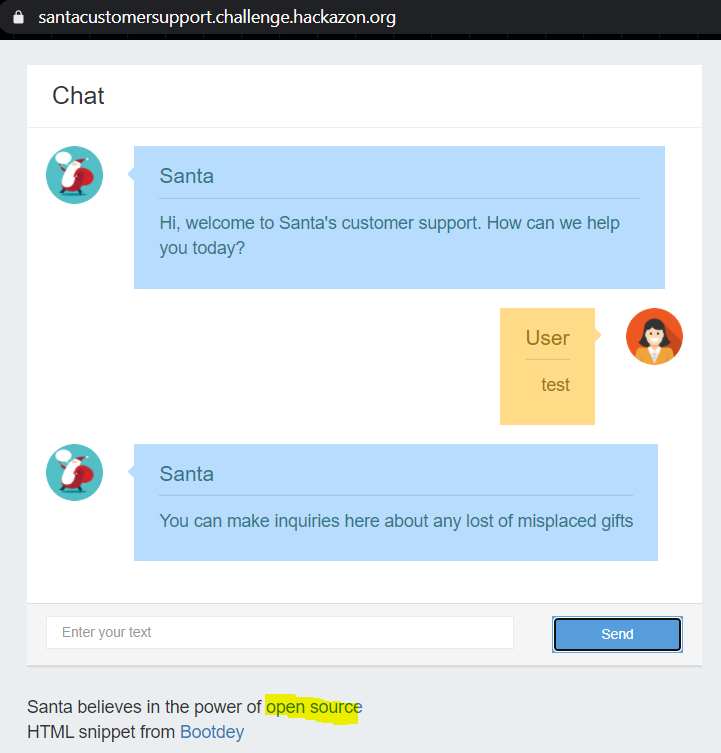 santacustomersupport.challenge.hackazon.org
Chat
Santa
Hi, welcome to Santa's customer support. How can we help
you today?
User
test
Santa
You can make inquiries here about any lost of misplaced gifts
Enter your text
Send
Santa believes in the power of open source
HTML snippet from Bootdey